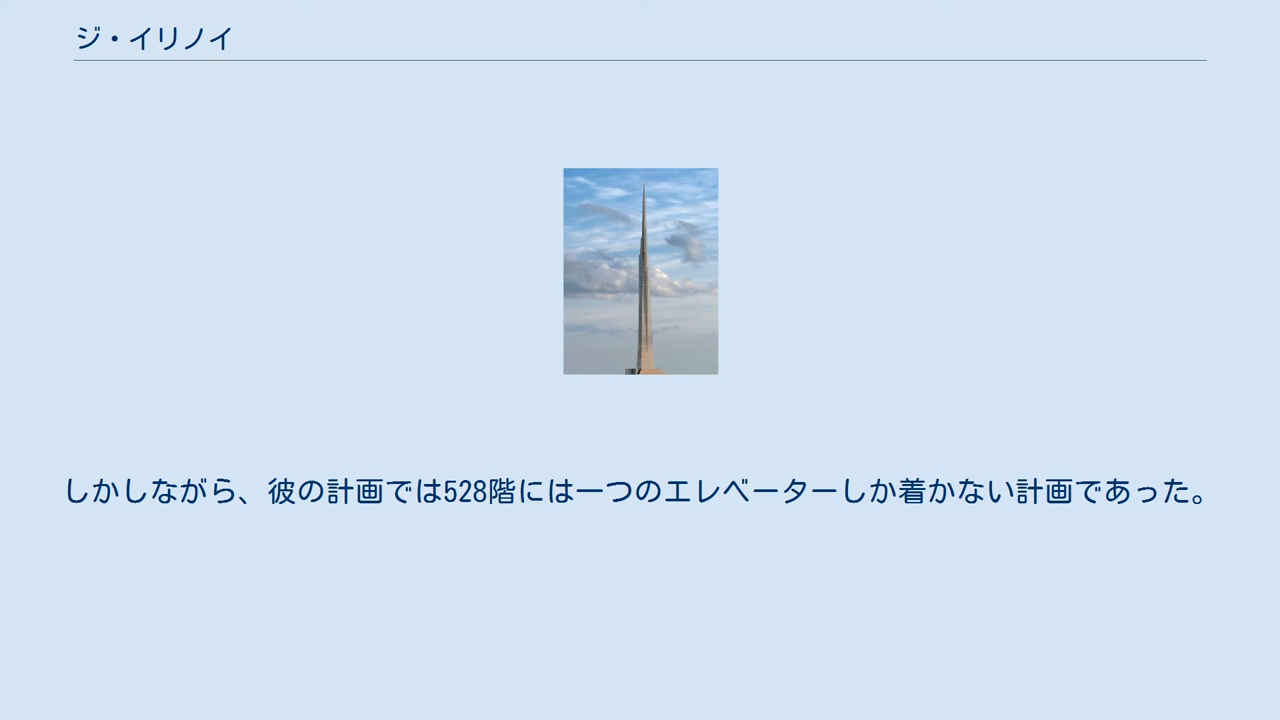 ジ・イリノイ
しかしながら、彼の計画では528階には一つのエレベーターしか着かない計画であった。